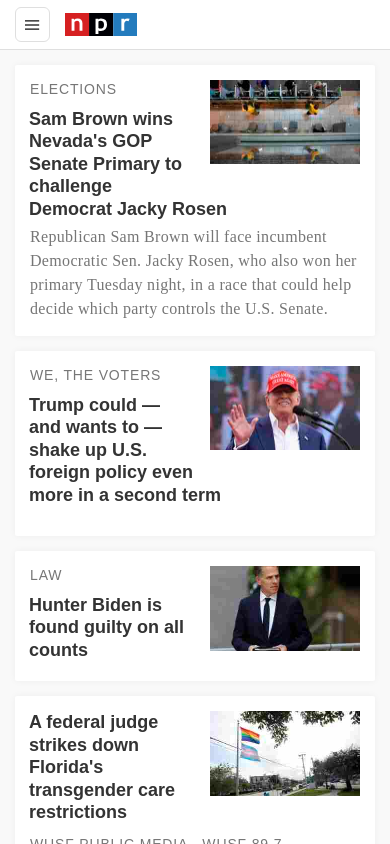 npr
ELECTIONS
Sam Brown wins
Nevada's GOP
Senate Primary to
challenge
Democrat Jacky Rosen
Republican Sam Brown will face incumbent
Democratic Sen. Jacky Rosen, who also won her
primary Tuesday night, in a race that could help
decide which party controls the U.S. Senate.
WE, THE VOTERS
Trump could —
and wants to —
shake up U.S.
foreign policy even
more in a second term
LAW
Hunter Biden is
found guilty on all
counts
A federal judge
strikes down
Florida's
transgender care
restrictions
WUSF PUBLIC MEDIA - WUSF 89.7